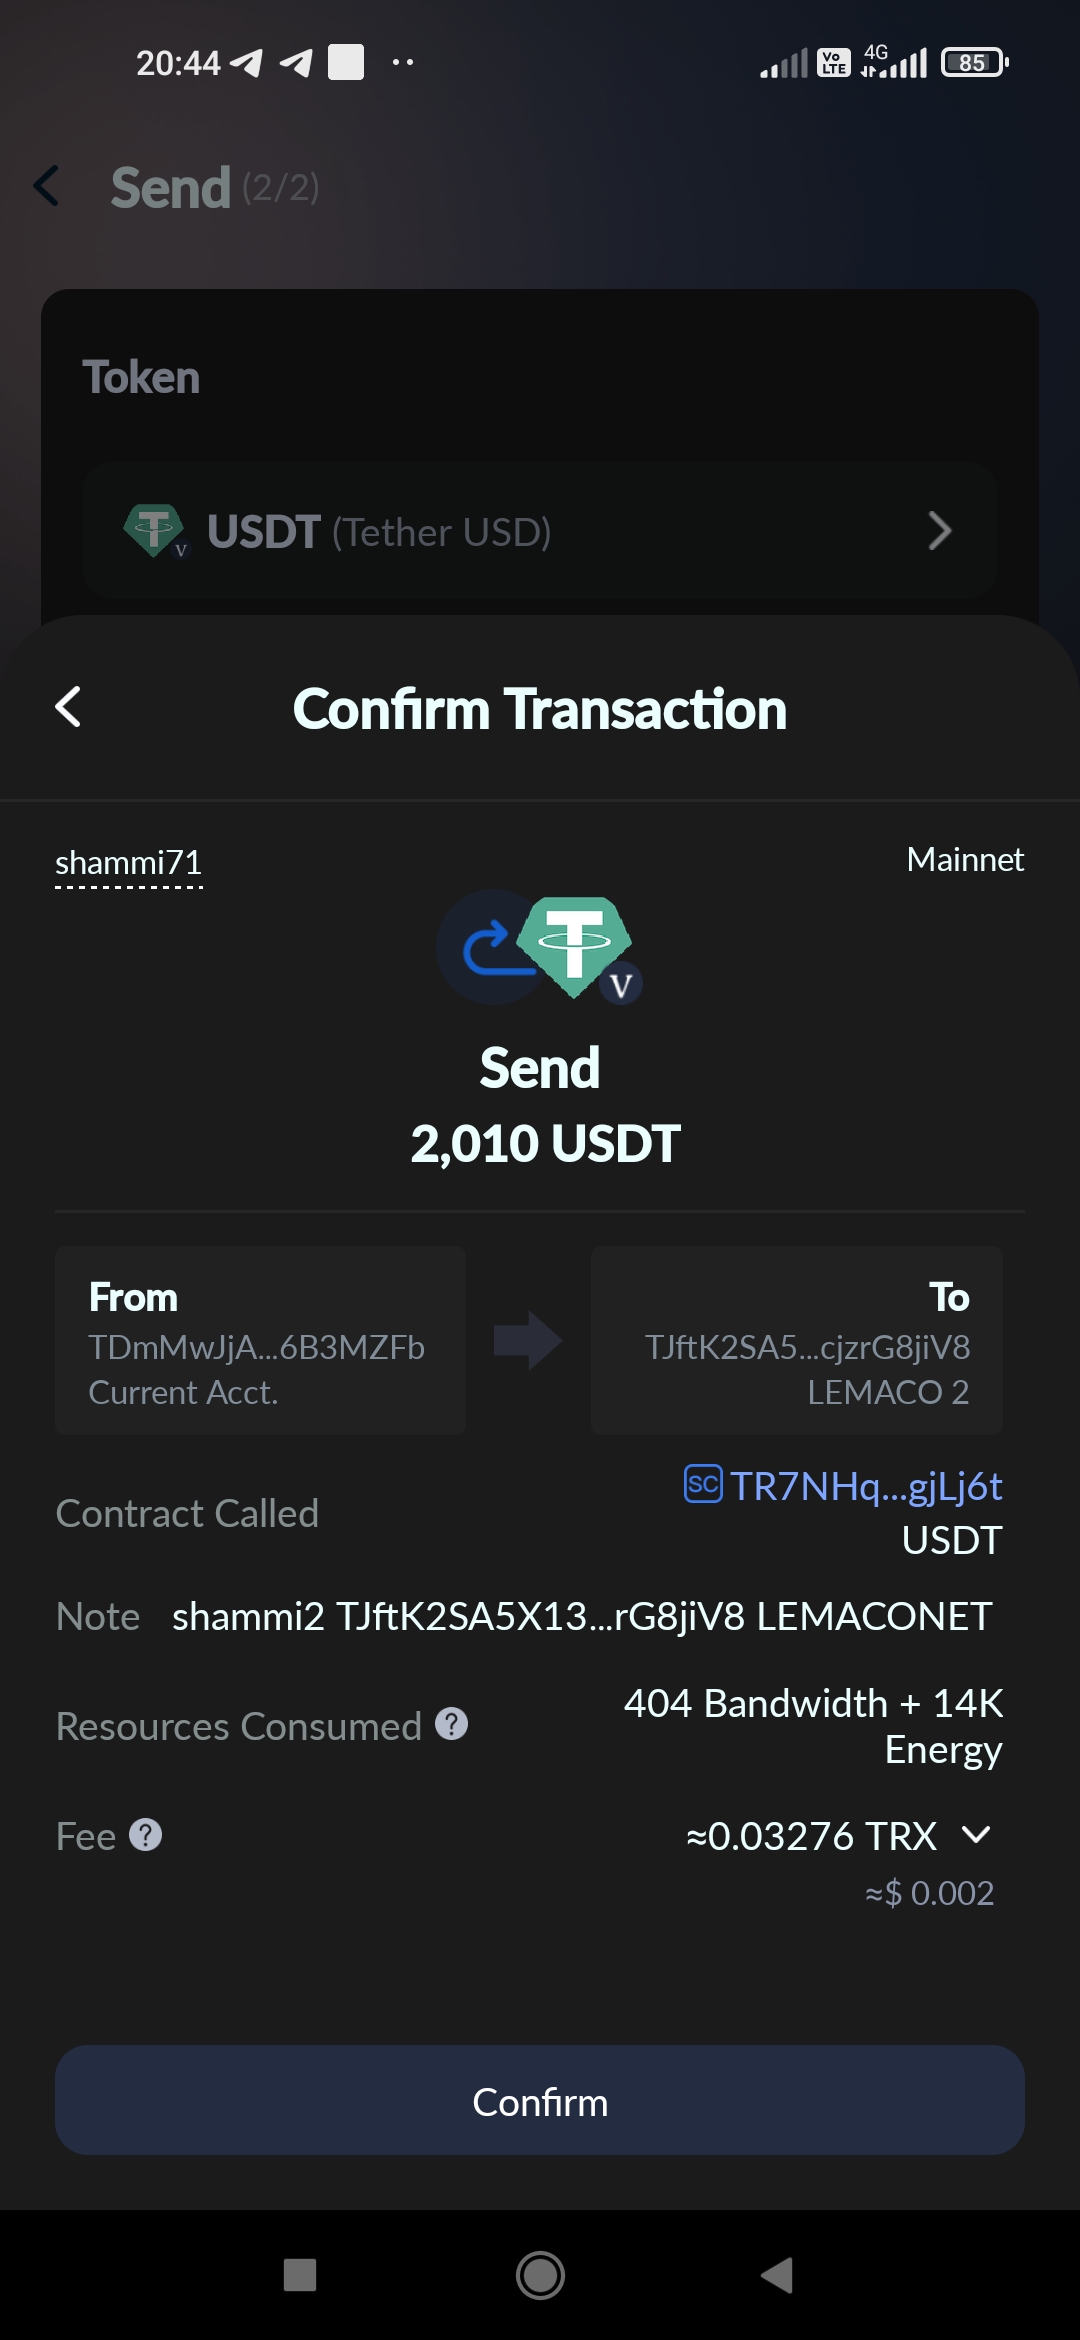 20:44 Vo LTE 4G 85
Send (2/2)
Token
T V USDT (Tether USD)
Confirm Transaction
shammi71 Mainnet
T V
Send
2,010 USDT
From To
TDmMwJjA...6B3MZFb TJftK2SA5...cjzrG8jiV8
Current Acct. LEMACO 2
SC TR7NHq...gjLj6t
Contract Called
USDT
Note shammi2 TJftK2SA5X13...rG8jiV8 LEMACONET
404 Bandwidth + 14K
Resources Consumed ?
Energy
Fee ? ≈0.03276 TRX
≈$ 0.002
Confirm